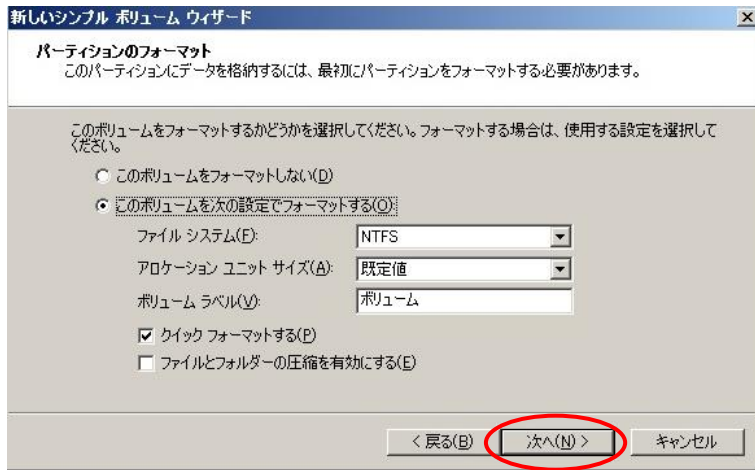 新しいシンプル ボリューム ウィザード
パーティションのフォーマット
このパーティションにデータを格納するには、最初にパーティションをフォーマットする必要があります。
このボリュームをフォーマットするかどうかを選択してください。フォーマットする場合は、使用する設定を選択して
ください。
このボリュームをフォーマットしない(D)
このボリュームを次の設定でフォーマットする(O):
ファイル システム(F): NTFS
アロケーション ユニット サイズ(A): 既定値
ボリューム ラベル(V): ボリューム
クイック フォーマットする(P)
ファイルとフォルダーの圧縮を有効にする(E)
< 戻る(B) 次へ(N) > キャンセル